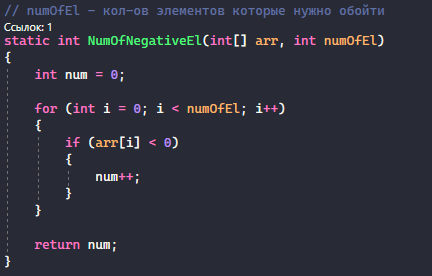 // numOfEl - кол-ов элементов которые нужно обойти
Ссылок: 1
static int NumOfNegativeEl(int[] arr, int numOfEl)
{
    int num = 0;

    for (int i = 0; i < numOfEl; i++)
    {
        if (arr[i] < 0)
        {
            num++;
        }
    }

    return num;
}